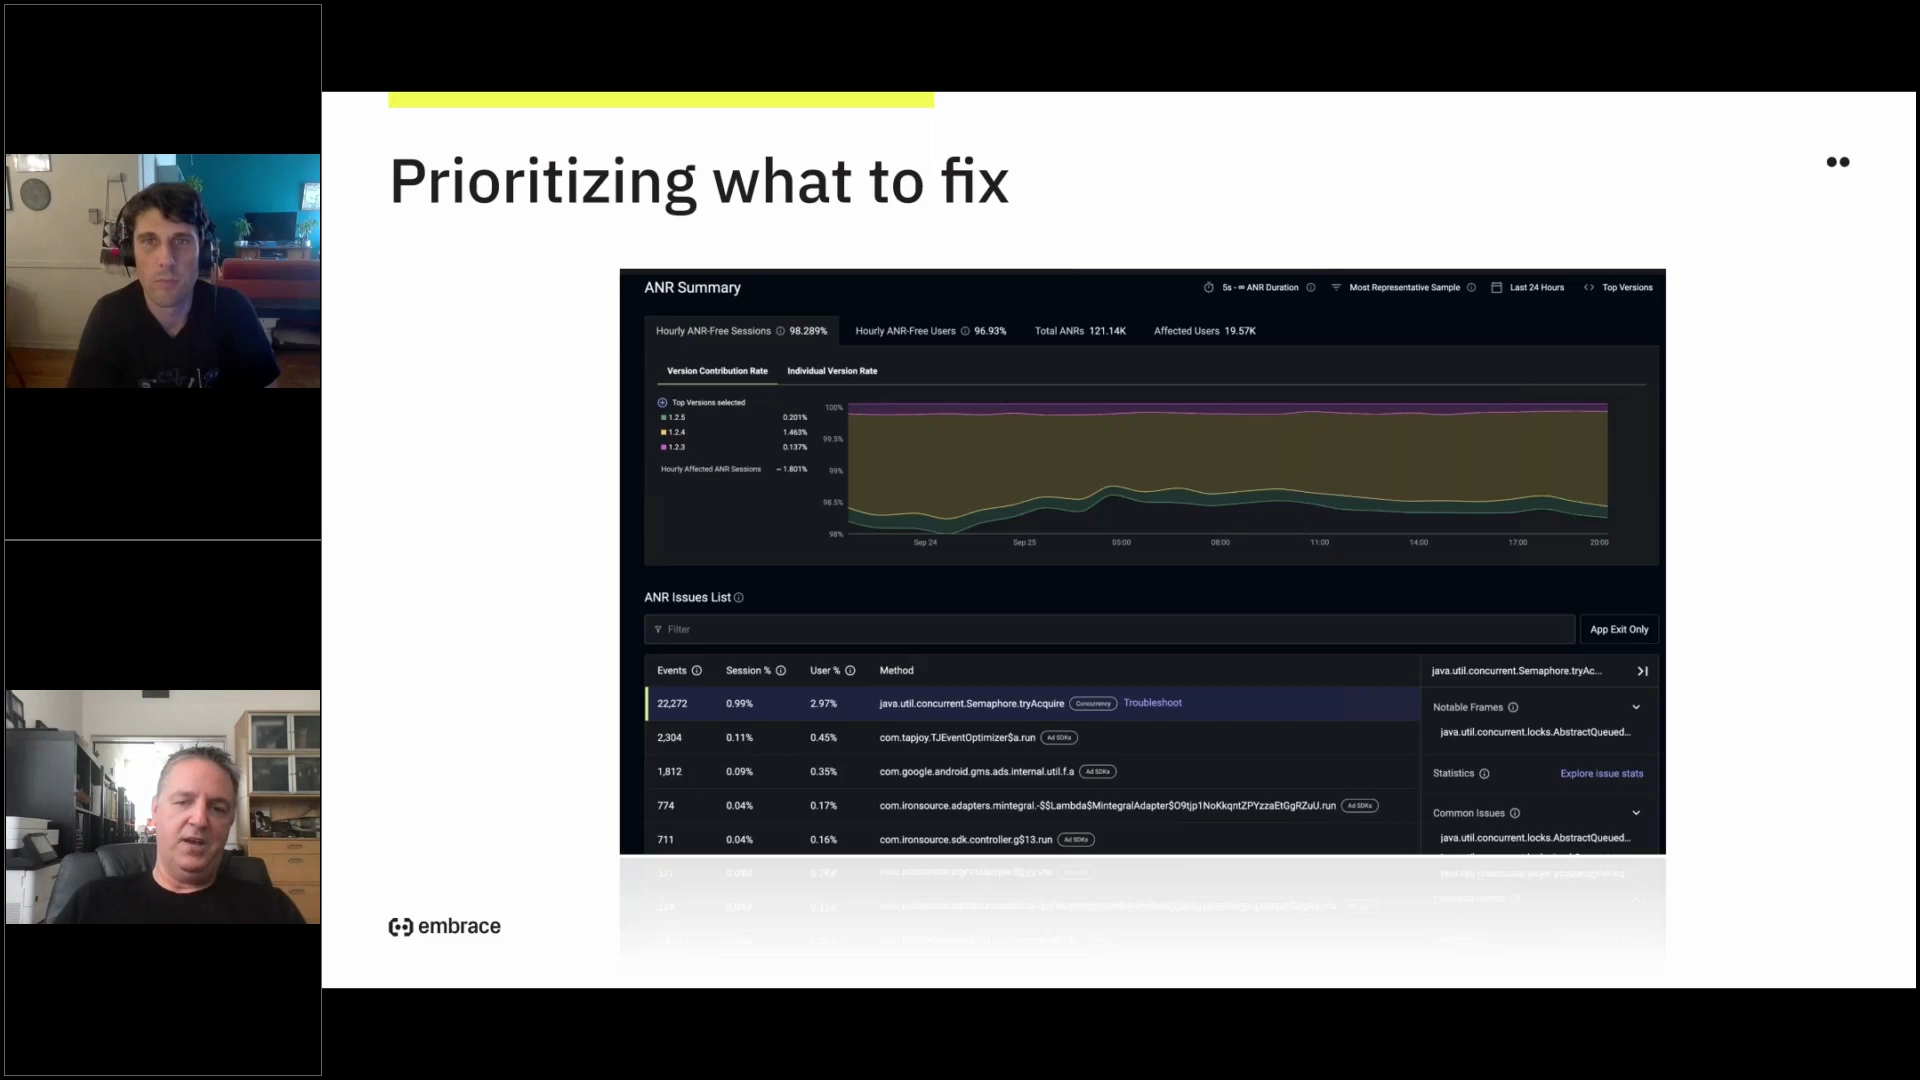 Prioritizing what to fix
ANR Summary
5s - ∞ ANR Duration
Most Representative Sample
Last 24 Hours
Top Versions
Hourly ANR-Free Sessions 98.289%
Hourly ANR-Free Users 96.93%
Total ANRs 121.14K
Affected Users 19.57K
Version Contribution Rate
Individual Version Rate
Top Versions selected
1.2.5 0.201%
1.2.4 1.463%
1.2.3 0.137%
Hourly Affected ANR Sessions ~ 1.801%
100%
99.5%
99%
98.5%
98%
Sep 24 Sep 25 05:00 08:00 11:00 14:00 17:00 20:00
ANR Issues List
Filter
App Exit Only
Events Session % User % Method
22,272 0.99% 2.97% java.util.concurrent.Semaphore.tryAcquire Concurrency Troubleshoot
2,304 0.11% 0.45% com.tapjoy.TJEventOptimizer$a.run Ad SDKs
1,812 0.09% 0.35% com.google.android.gms.ads.internal.util.f.a Ad SDKs
774 0.04% 0.17% com.ironsource.adapters.mintegral.-$$Lambda$MintegralAdapter$O9tjp1NoKkqntZPYzzaEtGgRZuU.run Ad SDKs
711 0.04% 0.16% com.ironsource.sdk.controller.g$13.run Ad SDKs
java.util.concurrent.Semaphore.tryAc...
Notable Frames
java.util.concurrent.locks.AbstractQueued...
Statistics Explore issue stats
Common Issues
java.util.concurrent.locks.AbstractQueued...
embrace